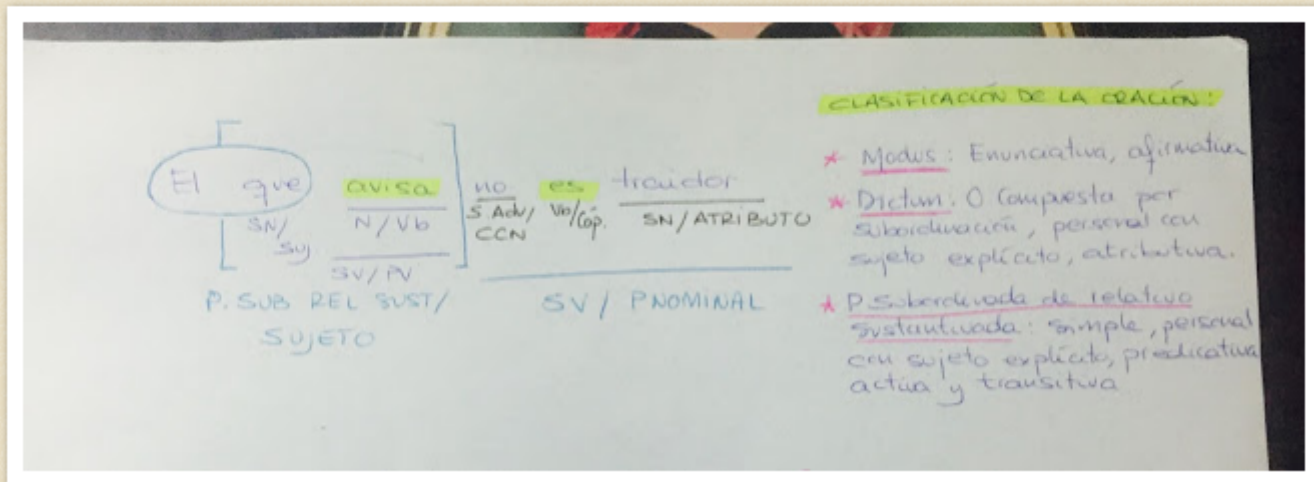 El que avisa no es traidor
SN/ N/Vb S Adv/ Vb/Cóp. SN/ATRIBUTO
Suj CCN
SV/PV
P. SUB REL SUST/ SV / PNOMINAL
SUJETO
CLASIFICACIÓN DE LA ORACIÓN:
* Modus: Enunciativa, afirmativa
* Dictum: O Compuesta por
subordinación, personal con
sujeto explícito, atributiva.
* P Subordinada de relativo
sustantivada: simple, personal
con sujeto explícito, predicativa
activa y transitiva